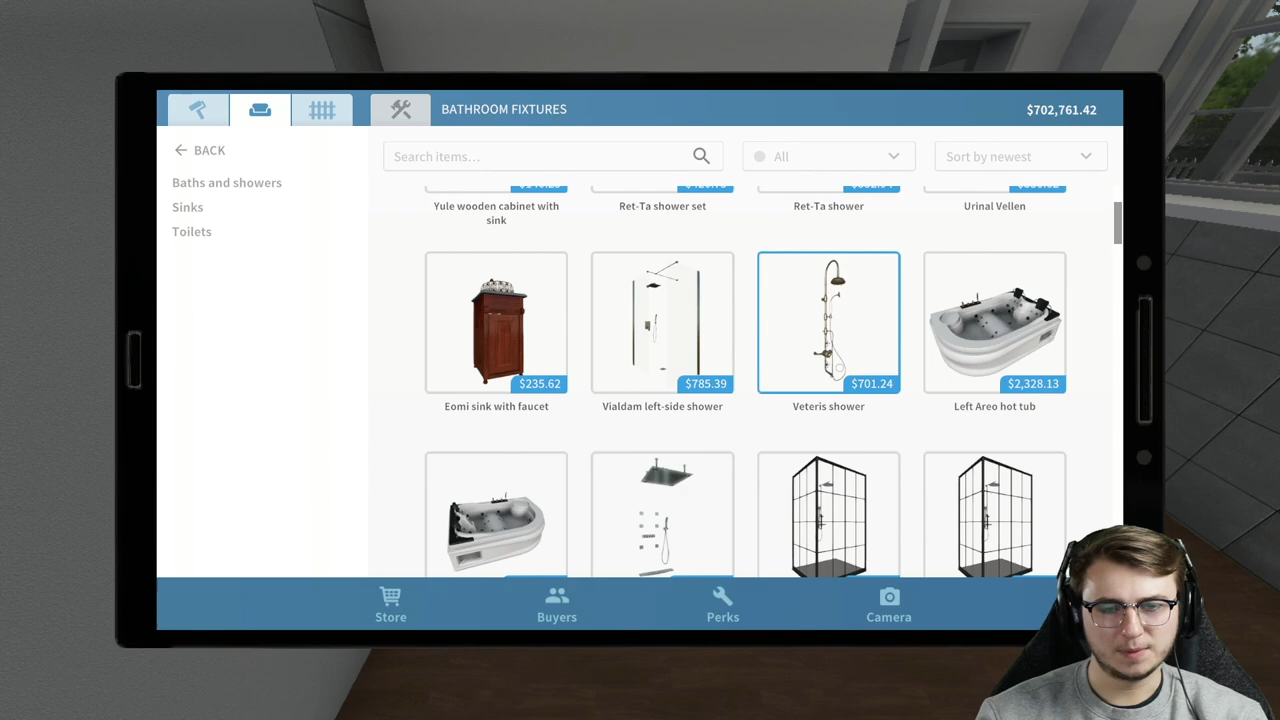 BATHROOM FIXTURES
$702,761.42
BACK
Search items...
All
Sort by newest
Baths and showers
Sinks
Toilets
Yule wooden cabinet with
sink
Ret-Ta shower set
Ret-Ta shower
Urinal Vellen
$235.62
$785.39
$701.24
$2,328.13
Eomi sink with faucet
Vialdam left-side shower
Veteris shower
Left Areo hot tub
Store
Buyers
Perks
Camera